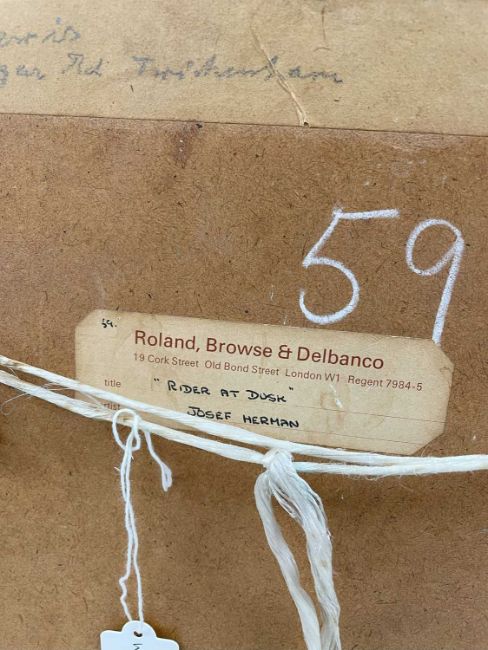 Rd Twickenham
59
59.
Roland, Browse & Delbanco
19 Cork Street Old Bond Street London W1 Regent 7984-5
title "RIDER AT DUSK"
JOSEF HERMAN